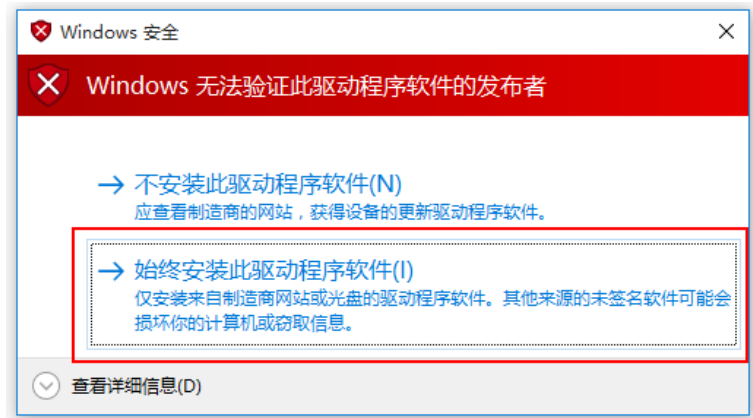 Windows 安全
Windows 无法验证此驱动程序软件的发布者
不安装此驱动程序软件(N)
应查看制造商的网站，获得设备的更新驱动程序软件。
始终安装此驱动程序软件(I)
仅安装来自制造商网站或光盘的驱动程序软件。其他来源的未签名软件可能会
损坏你的计算机或窃取信息。
查看详细信息(D)